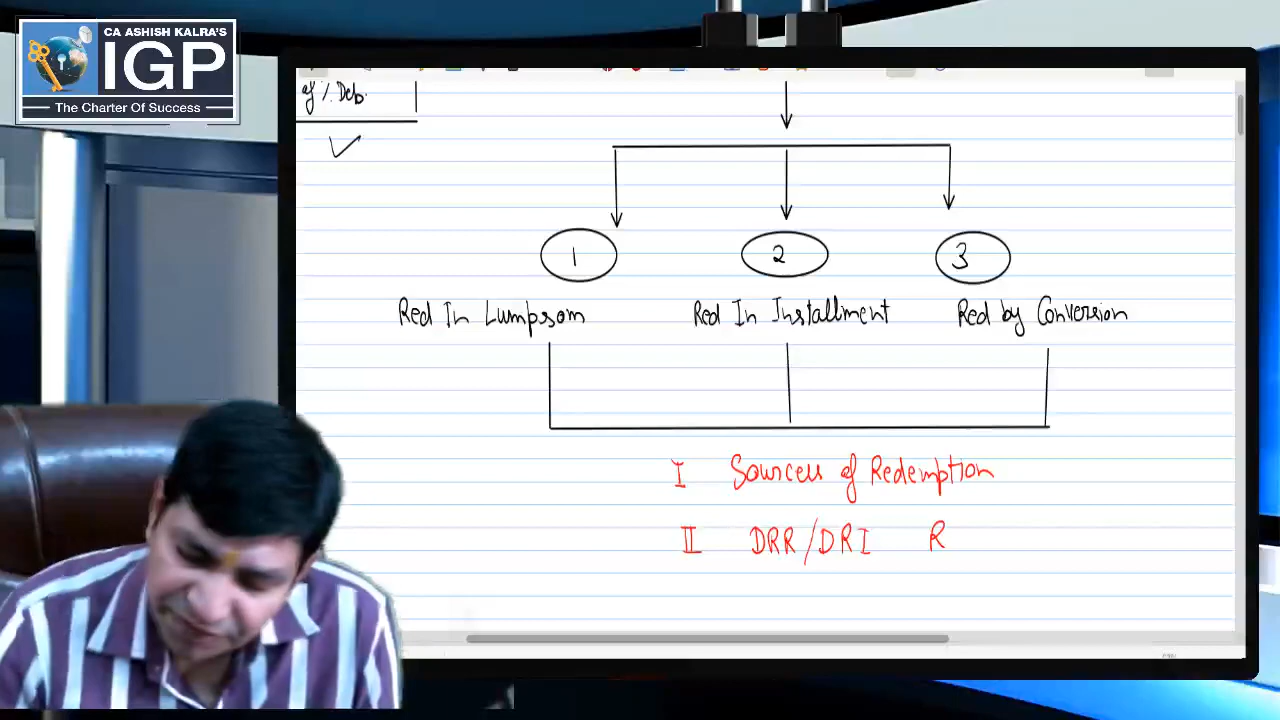 CA ASHISH KALRA'S
IGP
The Charter Of Success
of % Deb.
1
2
3
Red In Lumpsom
Red In Installment
Red by Conversion
I Sources of Redemption
II DRR/DRI R